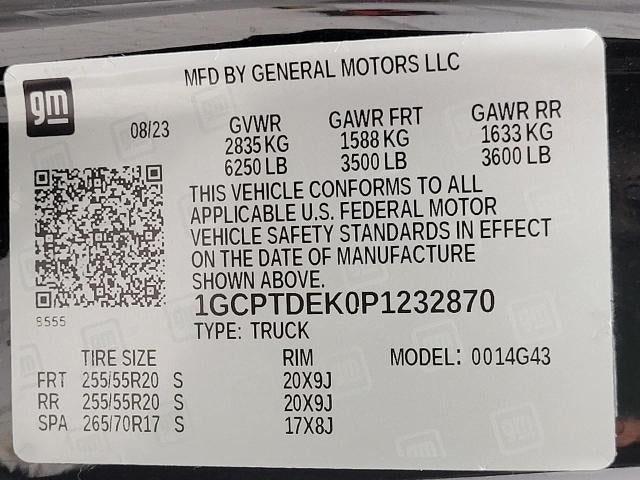 MFD BY GENERAL MOTORS LLC
gm
08/23
GVWR GAWR FRT GAWR RR
2835 KG 1588 KG 1633 KG
6250 LB 3500 LB 3600 LB
THIS VEHICLE CONFORMS TO ALL
APPLICABLE U.S. FEDERAL MOTOR
VEHICLE SAFETY STANDARDS IN EFFECT
ON THE DATE OF MANUFACTURE
SHOWN ABOVE.
1GCPTDEK0P1232870
S555
TYPE: TRUCK
TIRE SIZE RIM MODEL: 0014G43
FRT 255/55R20 S 20X9J
RR 255/55R20 S 20X9J
SPA 265/70R17 S 17X8J